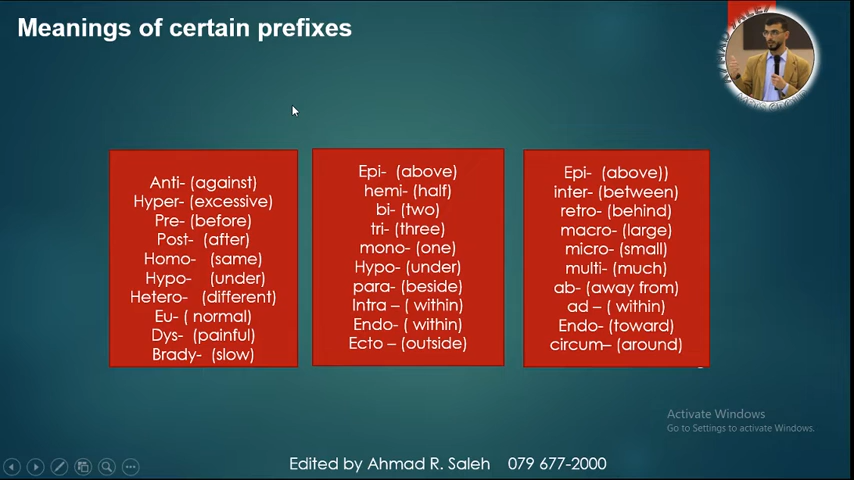 Meanings of certain prefixes
Anti- (against)
Hyper- (excessive)
Pre- (before)
Post- (after)
Homo- (same)
Hypo- (under)
Hetero- (different)
Eu- ( normal)
Dys- (painful)
Brady- (slow)
Epi- (above)
hemi- (half)
bi- (two)
tri- (three)
mono- (one)
Hypo- (under)
para- (beside)
Intra – ( within)
Endo- ( within)
Ecto – (outside)
Epi- (above))
inter- (between)
retro- (behind)
macro- (large)
micro- (small)
multi- (much)
ab- (away from)
ad – ( within)
Endo- (toward)
circum– (around)
Activate Windows
Go to Settings to activate Windows.
Edited by Ahmad R. Saleh 079 677-2000